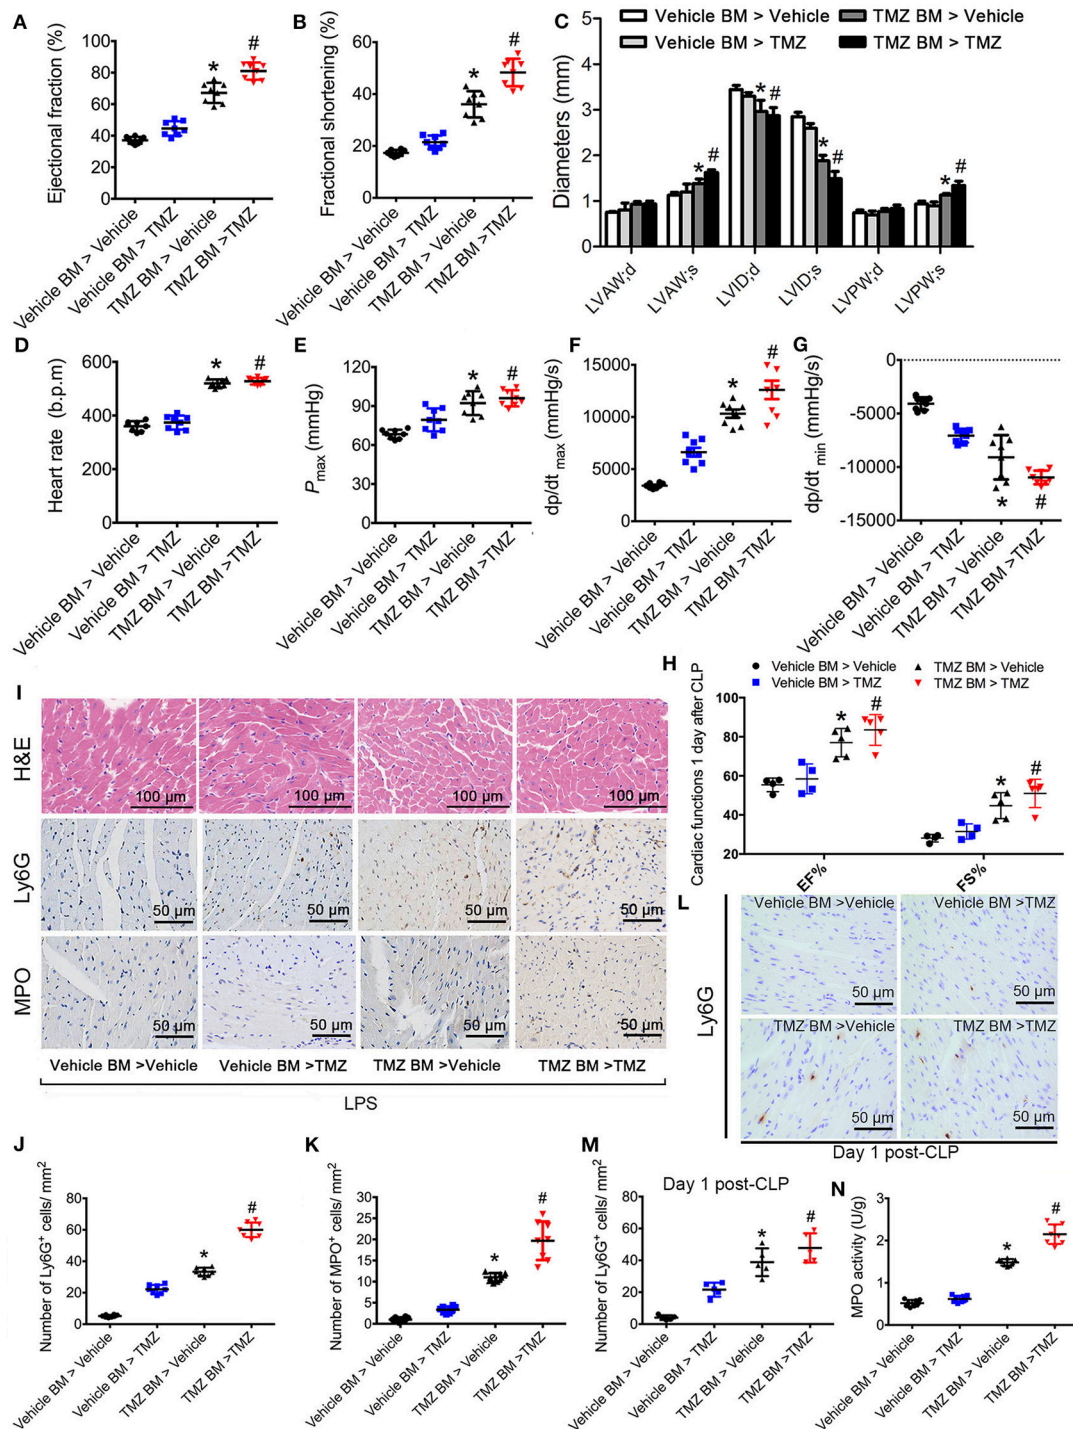 A
Ejectional fraction (%)
100
80
60
40
20
0
*
#
Vehicle BM > Vehicle
Vehicle BM > TMZ
TMZ BM > Vehicle
TMZ BM >TMZ
B
Fractional shortening (%)
60
40
20
0
*
#
Vehicle BM > Vehicle
Vehicle BM > TMZ
TMZ BM > Vehicle
TMZ BM >TMZ
C
Vehicle BM > Vehicle
TMZ BM > Vehicle
Vehicle BM > TMZ
TMZ BM > TMZ
Diameters (mm)
5
4
3
2
1
0
* #
* #
* #
* #
LVAW;d
LVAW;s
LVID;d
LVID;s
LVPW;d
LVPW;s
D
Heart rate (b.p.m)
600
400
200
0
*
#
Vehicle BM > Vehicle
Vehicle BM > TMZ
TMZ BM > Vehicle
TMZ BM >TMZ
E
Pmax (mmHg)
120
90
60
30
0
*
#
Vehicle BM > Vehicle
Vehicle BM > TMZ
TMZ BM > Vehicle
TMZ BM >TMZ
F
dp/dt max (mmHg/s)
15000
10000
5000
0
*
#
Vehicle BM > Vehicle
Vehicle BM > TMZ
TMZ BM > Vehicle
TMZ BM >TMZ
G
dp/dt min (mmHg/s)
0
-5000
-10000
-15000
*
#
Vehicle BM > Vehicle
Vehicle BM > TMZ
TMZ BM > Vehicle
TMZ BM >TMZ
H
Vehicle BM > Vehicle
TMZ BM > Vehicle
Vehicle BM > TMZ
TMZ BM > TMZ
Cardiac functions 1 day after CLP
100
80
60
40
20
*
#
*
#
EF%
FS%
I
H&E
100 µm
100 µm
100 µm
100 µm
Ly6G
50 µm
50 µm
50 µm
50 µm
MPO
50 µm
50 µm
50 µm
50 µm
Vehicle BM >Vehicle
Vehicle BM >TMZ
TMZ BM >Vehicle
TMZ BM >TMZ
LPS
L
Ly6G
Vehicle BM >Vehicle
50 µm
Vehicle BM >TMZ
50 µm
TMZ BM >Vehicle
50 µm
TMZ BM >TMZ
50 µm
Day 1 post-CLP
J
Number of Ly6G+ cells/ mm2
80
60
40
20
0
*
#
Vehicle BM > Vehicle
Vehicle BM > TMZ
TMZ BM > Vehicle
TMZ BM >TMZ
K
Number of MPO+ cells/ mm2
30
25
20
15
10
5
0
*
#
Vehicle BM > Vehicle
Vehicle BM > TMZ
TMZ BM > Vehicle
TMZ BM >TMZ
M
Day 1 post-CLP
Number of Ly6G+ cells/ mm2
80
60
40
20
0
*
#
Vehicle BM > Vehicle
Vehicle BM > TMZ
TMZ BM > Vehicle
TMZ BM >TMZ
N
MPO activity (U/g)
3
2
1
0
*
#
Vehicle BM > Vehicle
Vehicle BM > TMZ
TMZ BM > Vehicle
TMZ BM >TMZ